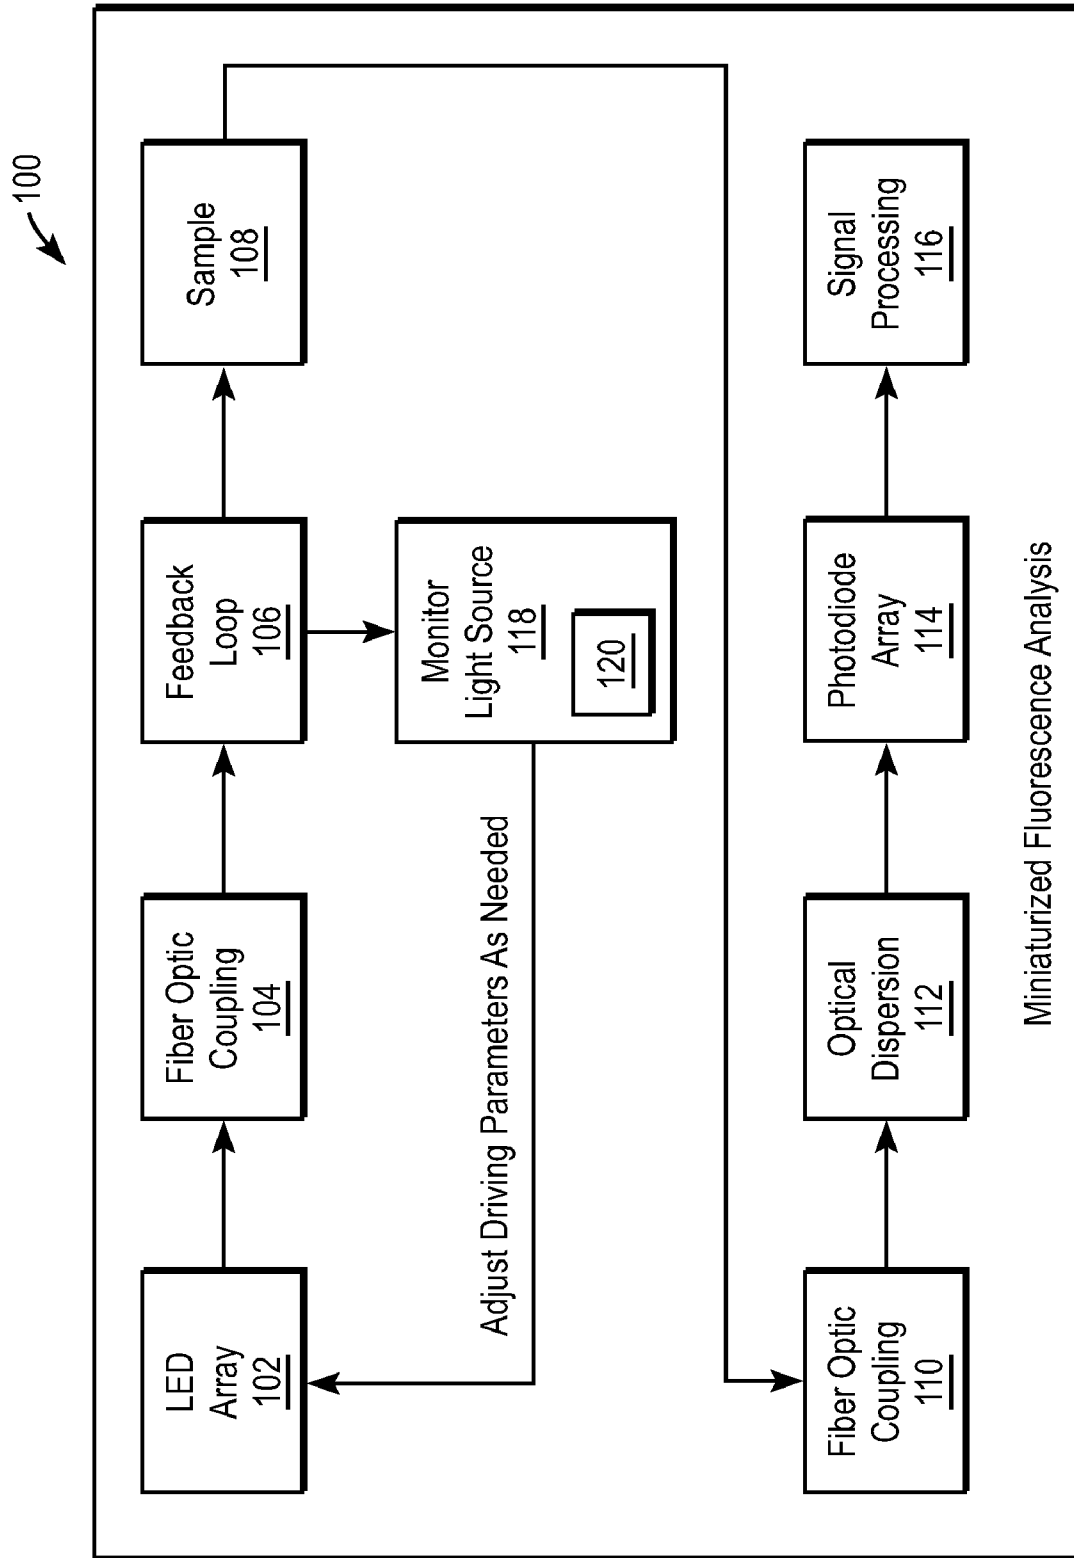 100
LED
Array
102
Fiber Optic
Coupling
104
Feedback
Loop
106
Sample
108
Monitor
Light Source
118
120
Adjust Driving Parameters As Needed
Fiber Optic
Coupling
110
Optical
Dispersion
112
Photodiode
Array
114
Signal
Processing
116
Miniaturized Fluorescence Analysis